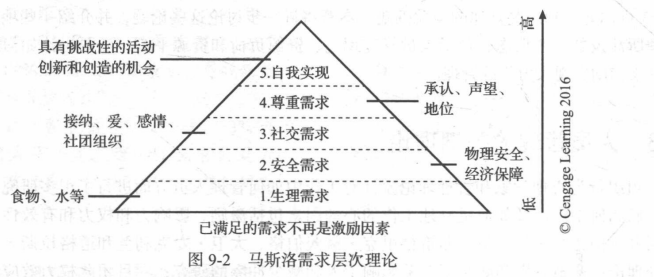 具有挑战性的活动
创新和创造的机会
5.自我实现
4.尊重需求
承认、声望、
地位
接纳、爱、感情、
社团组织
3.社交需求
2.安全需求
物理安全、
经济保障
食物、水等
1.生理需求
已满足的需求不再是激励因素
高
低
© Cengage Learning 2016
图 9-2 马斯洛需求层次理论